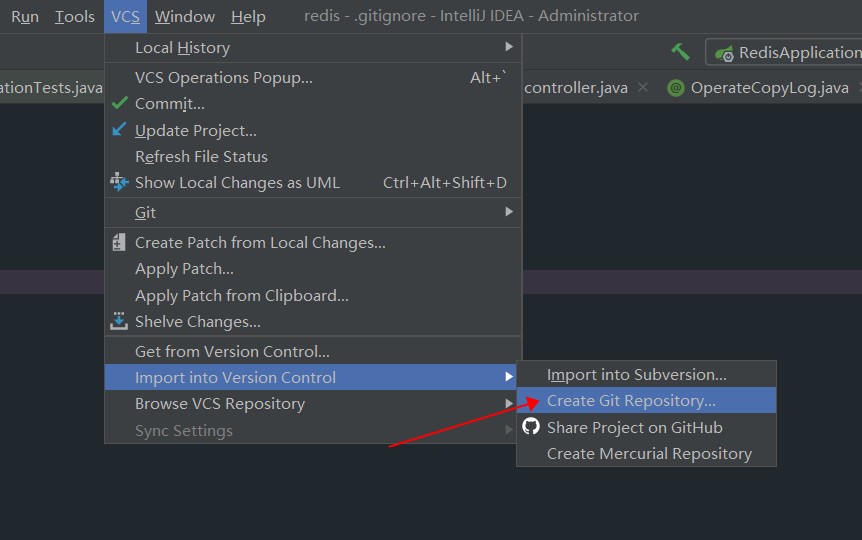 Run Tools VCS Window Help redis - .gitignore - IntelliJ IDEA - Administrator
RedisApplication
ationTests.java controller.java OperateCopyLog.java
Local History
VCS Operations Popup... Alt+`
Commit...
Update Project...
Refresh File Status
Show Local Changes as UML Ctrl+Alt+Shift+D
Git
Create Patch from Local Changes...
Apply Patch...
Apply Patch from Clipboard...
Shelve Changes...
Get from Version Control...
Import into Version Control
Browse VCS Repository
Sync Settings
Import into Subversion...
Create Git Repository...
Share Project on GitHub
Create Mercurial Repository